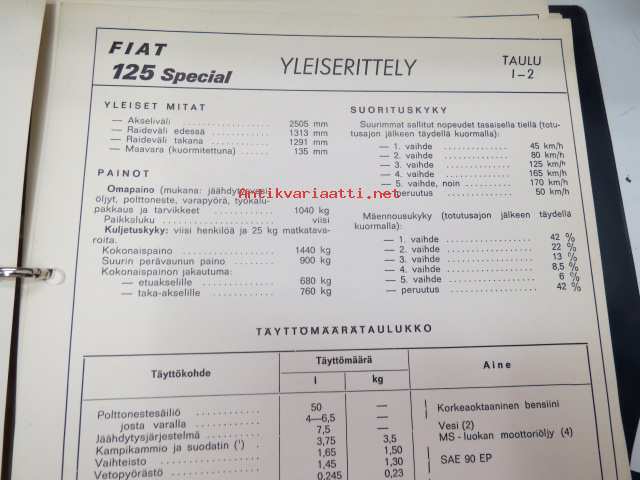 FIAT
125 Special
YLEISERITTELY
TAULU
I-2
YLEISET MITAT
— Akseliväli 2505 mm
— Raideväli edessä 1313 mm
— Raideväli takana 1291 mm
— Maavara (kuormitettuna) 135 mm
PAINOT
Omapaino (mukana: jäähdytysvesi,
öljyt, polttoneste, varapyörä, työkalu-
pakkaus ja tarvikkeet 1040 kg
Paikkoluku viisi
Kuljetuskyky: viisi henkilöä ja 25 kg matkatava-
roita.
Kokonaispaino 1440 kg
Suurin perävaunun paino 900 kg
Kokonaispainon jakautuma:
— etuakselille 680 kg
— taka-akselille 760 kg
SUORITUSKYKY
Suurimmat sallitut nopeudet tasaisella tiellä (totu-
tusajon jälkeen täydellä kuormalla):
— 1. vaihde 45 km/h
— 2. vaihde 80 km/h
— 3. vaihde 125 km/h
— 4. vaihde 165 km/h
— 5. vaihde, noin 170 km/h
— peruutus 50 km/h
Mäennousukyky (totutusajon jälkeen täydellä
kuormalla):
— 1. vaihde 42 %
— 2. vaihde 22 %
— 3. vaihde 13 %
— 4. vaihde 8,5 %
— 5. vaihde 6 %
— peruutus 42 %
Antikvariaatti.net
TÄYTTÖMÄÄRÄTAULUKKO
Täyttökohde
Täyttömäärä
l kg
Aine
Polttonestesäiliö 50 — Korkeaoktaaninen bensiini
josta varalla 4—6,5 —
Jäähdytysjärjestelmä 7,5 — Vesi (2)
Kampikammio ja suodatin (¹) 3,75 3,5 MS-luokan moottoriöljy (4)
Vaihteisto 1,65 1,50 SAE 90 EP
Vetopyörästö 1,45 1,30
0,245 0,23